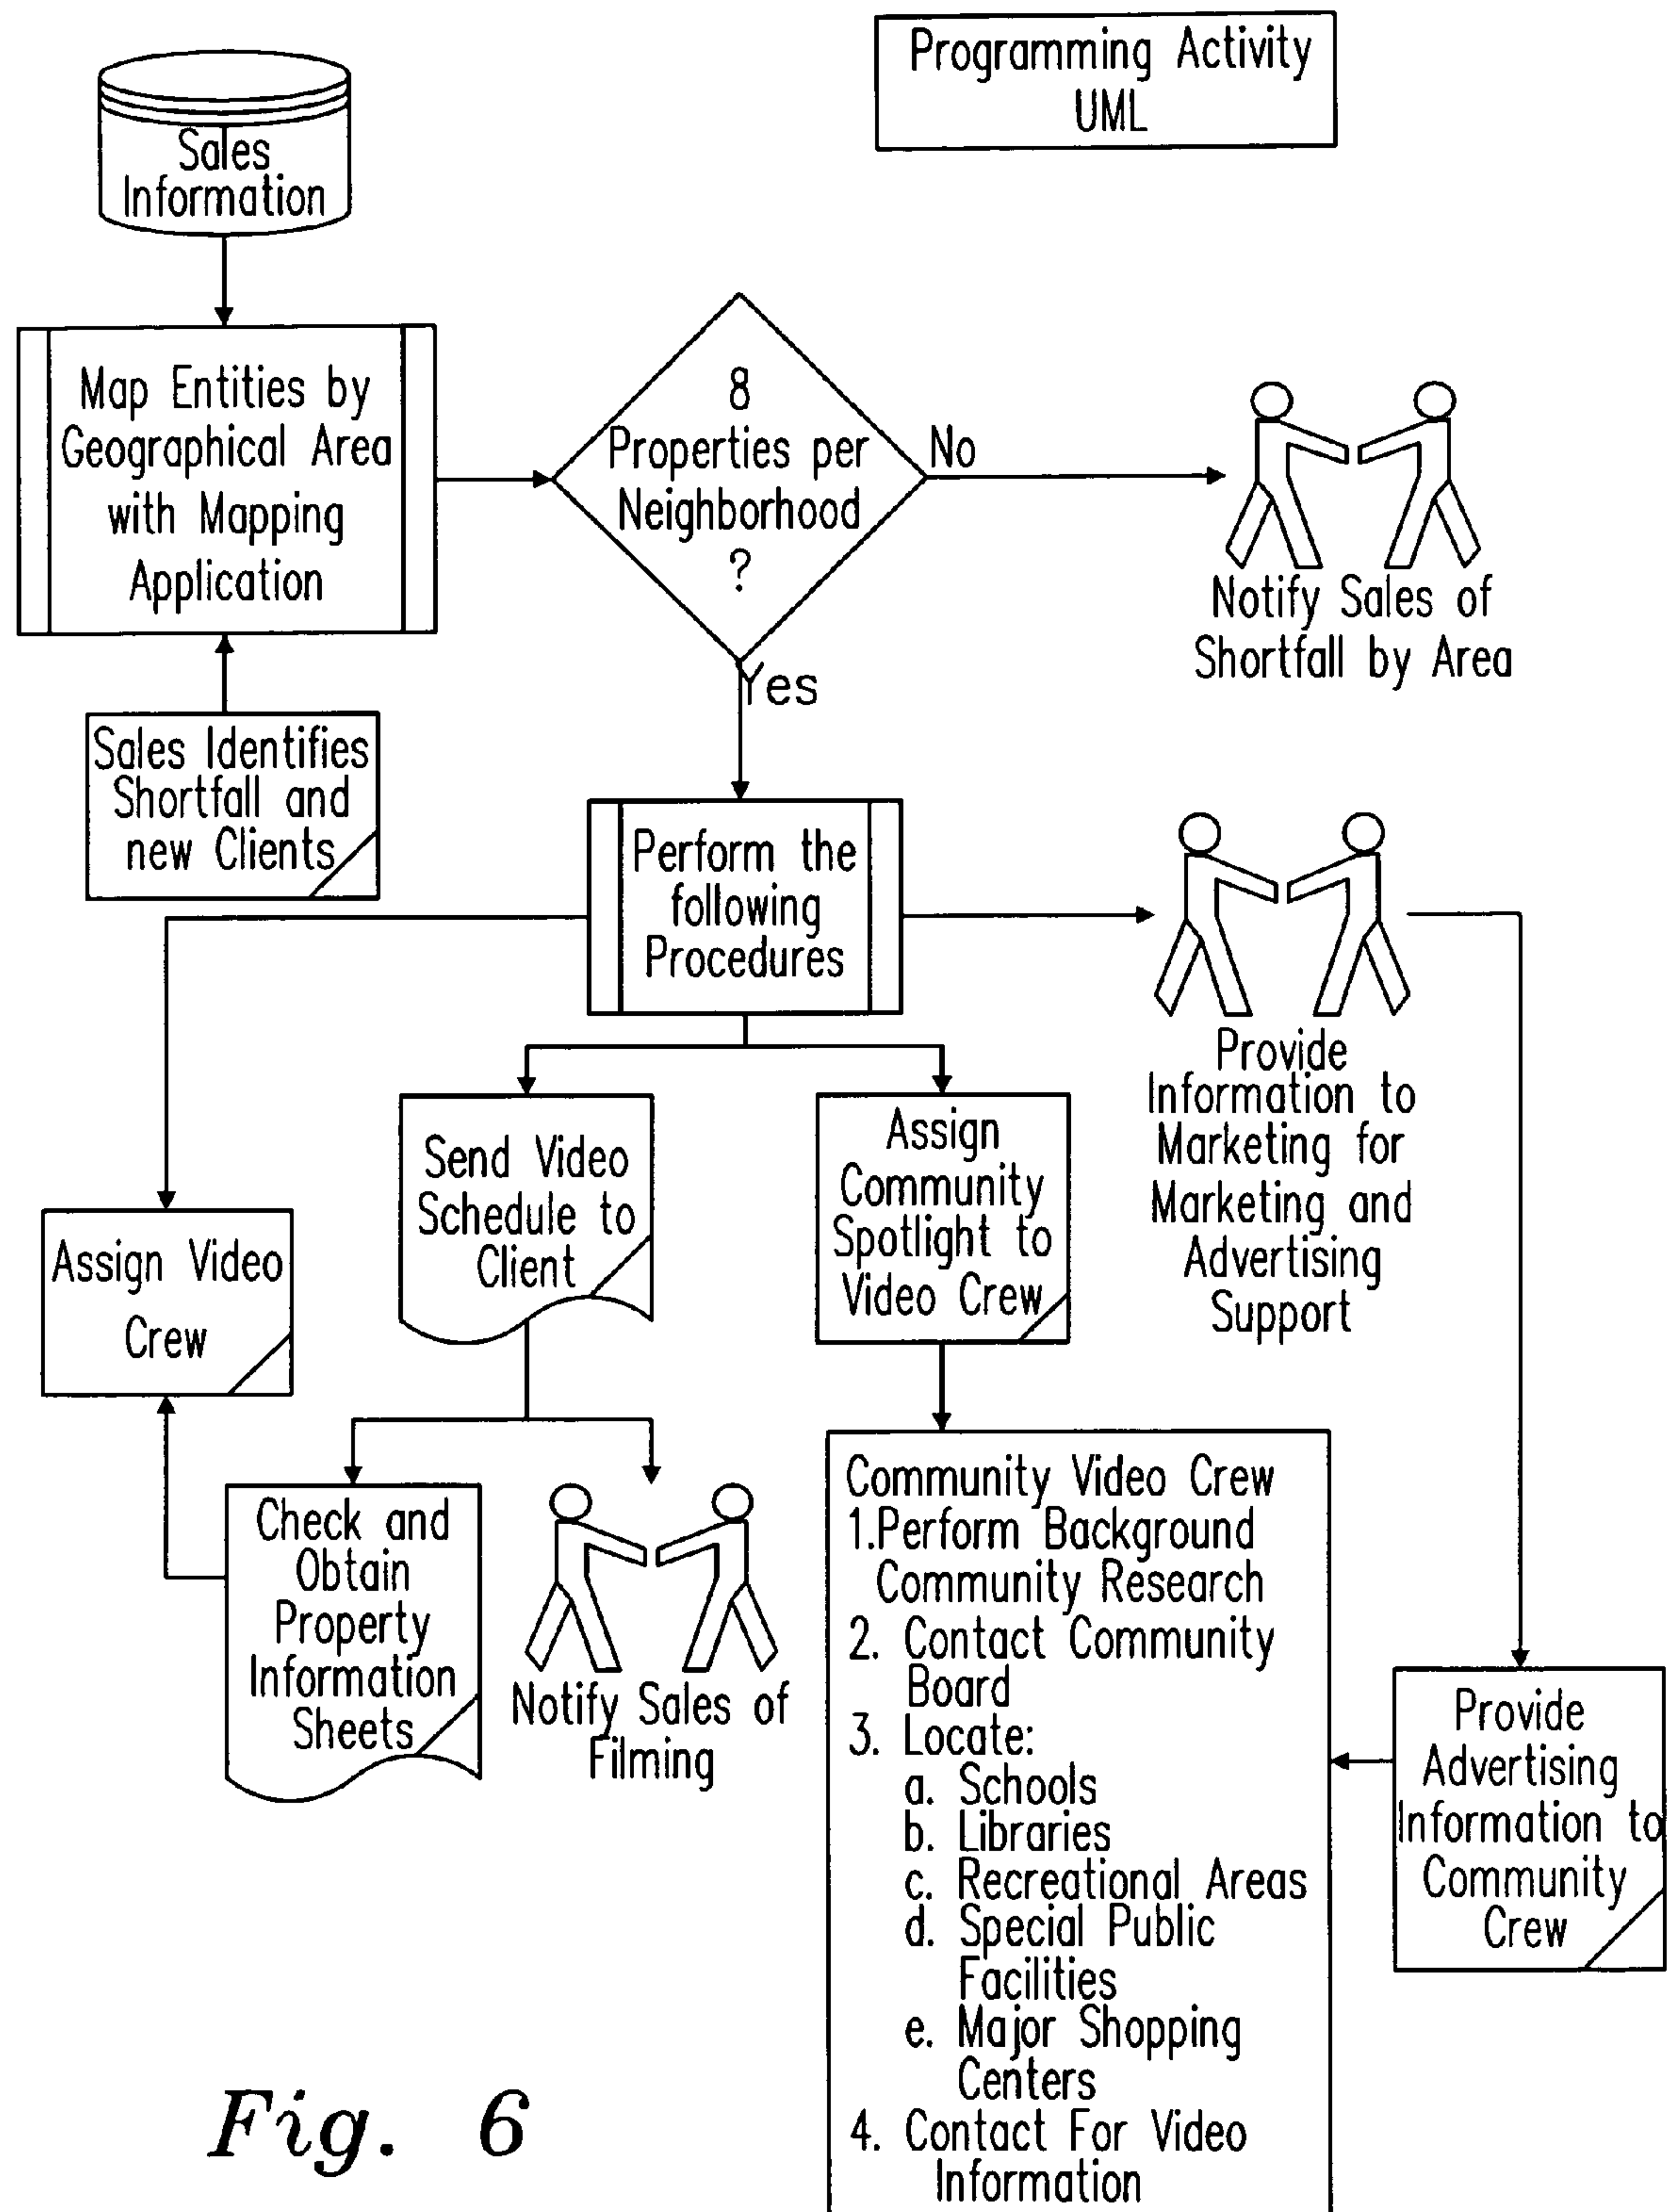 Programming Activity
UML
Sales
Information
Map Entities by
Geographical Area
with Mapping
Application
8
Properties per
Neighborhood
?
No
Notify Sales of
Shortfall by Area
Yes
Sales Identifies
Shortfall and
new Clients
Perform the
following
Procedures
Provide
Information to
Marketing for
Marketing and
Advertising
Support
Assign Video
Crew
Send Video
Schedule to
Client
Assign
Community
Spotlight to
Video Crew
Check and
Obtain
Property
Information
Sheets
Notify Sales of
Filming
Community Video Crew
1.Perform Background
Community Research
2. Contact Community
Board
3. Locate:
a. Schools
b. Libraries
c. Recreational Areas
d. Special Public
Facilities
e. Major Shopping
Centers
4. Contact For Video
Information
Provide
Advertising
Information to
Community
Crew
Fig. 6